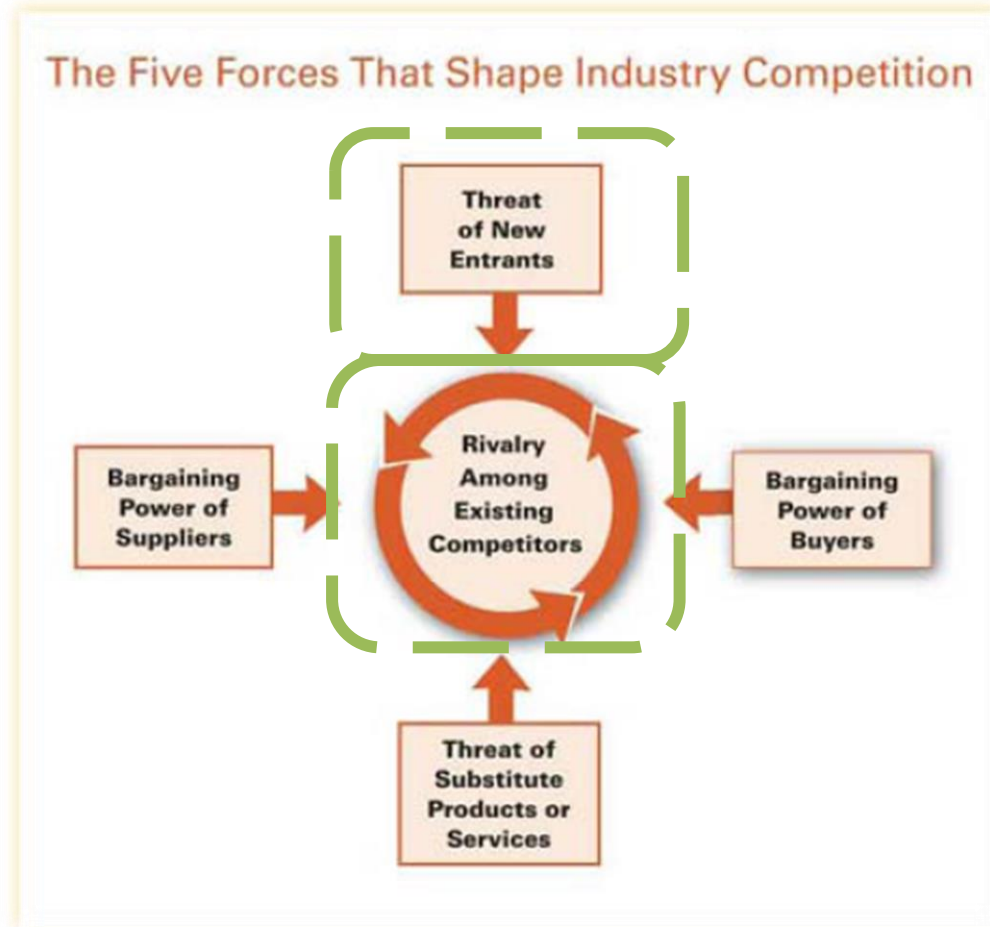 The Five Forces That Shape Industry Competition
Threat
of New
Entrants
Rivalry
Among
Existing
Competitors
Bargaining
Power of
Suppliers
Bargaining
Power of
Buyers
Threat of
Substitute
Products or
Services